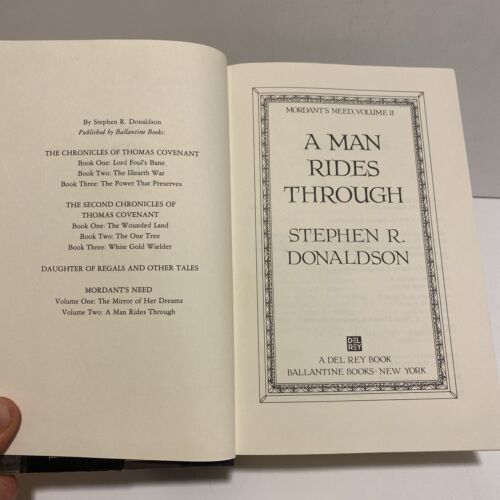 By Stephen R. Donaldson
Published by Ballantine Books:
THE CHRONICLES OF THOMAS COVENANT
Book One: Lord Foul's Bane
Book Two: The Illearth War
Book Three: The Power That Preserves
THE SECOND CHRONICLES OF
THOMAS COVENANT
Book One: The Wounded Land
Book Two: The One Tree
Book Three: White Gold Wielder
DAUGHTER OF REGALS AND OTHER TALES
MORDANT'S NEED
Volume One: The Mirror of Her Dreams
Volume Two: A Man Rides Through
MORDANT'S NEED, VOLUME II
A MAN
RIDES
THROUGH
STEPHEN R.
DONALDSON
DEL
REY
A DEL REY BOOK
BALLANTINE BOOKS · NEW YORK